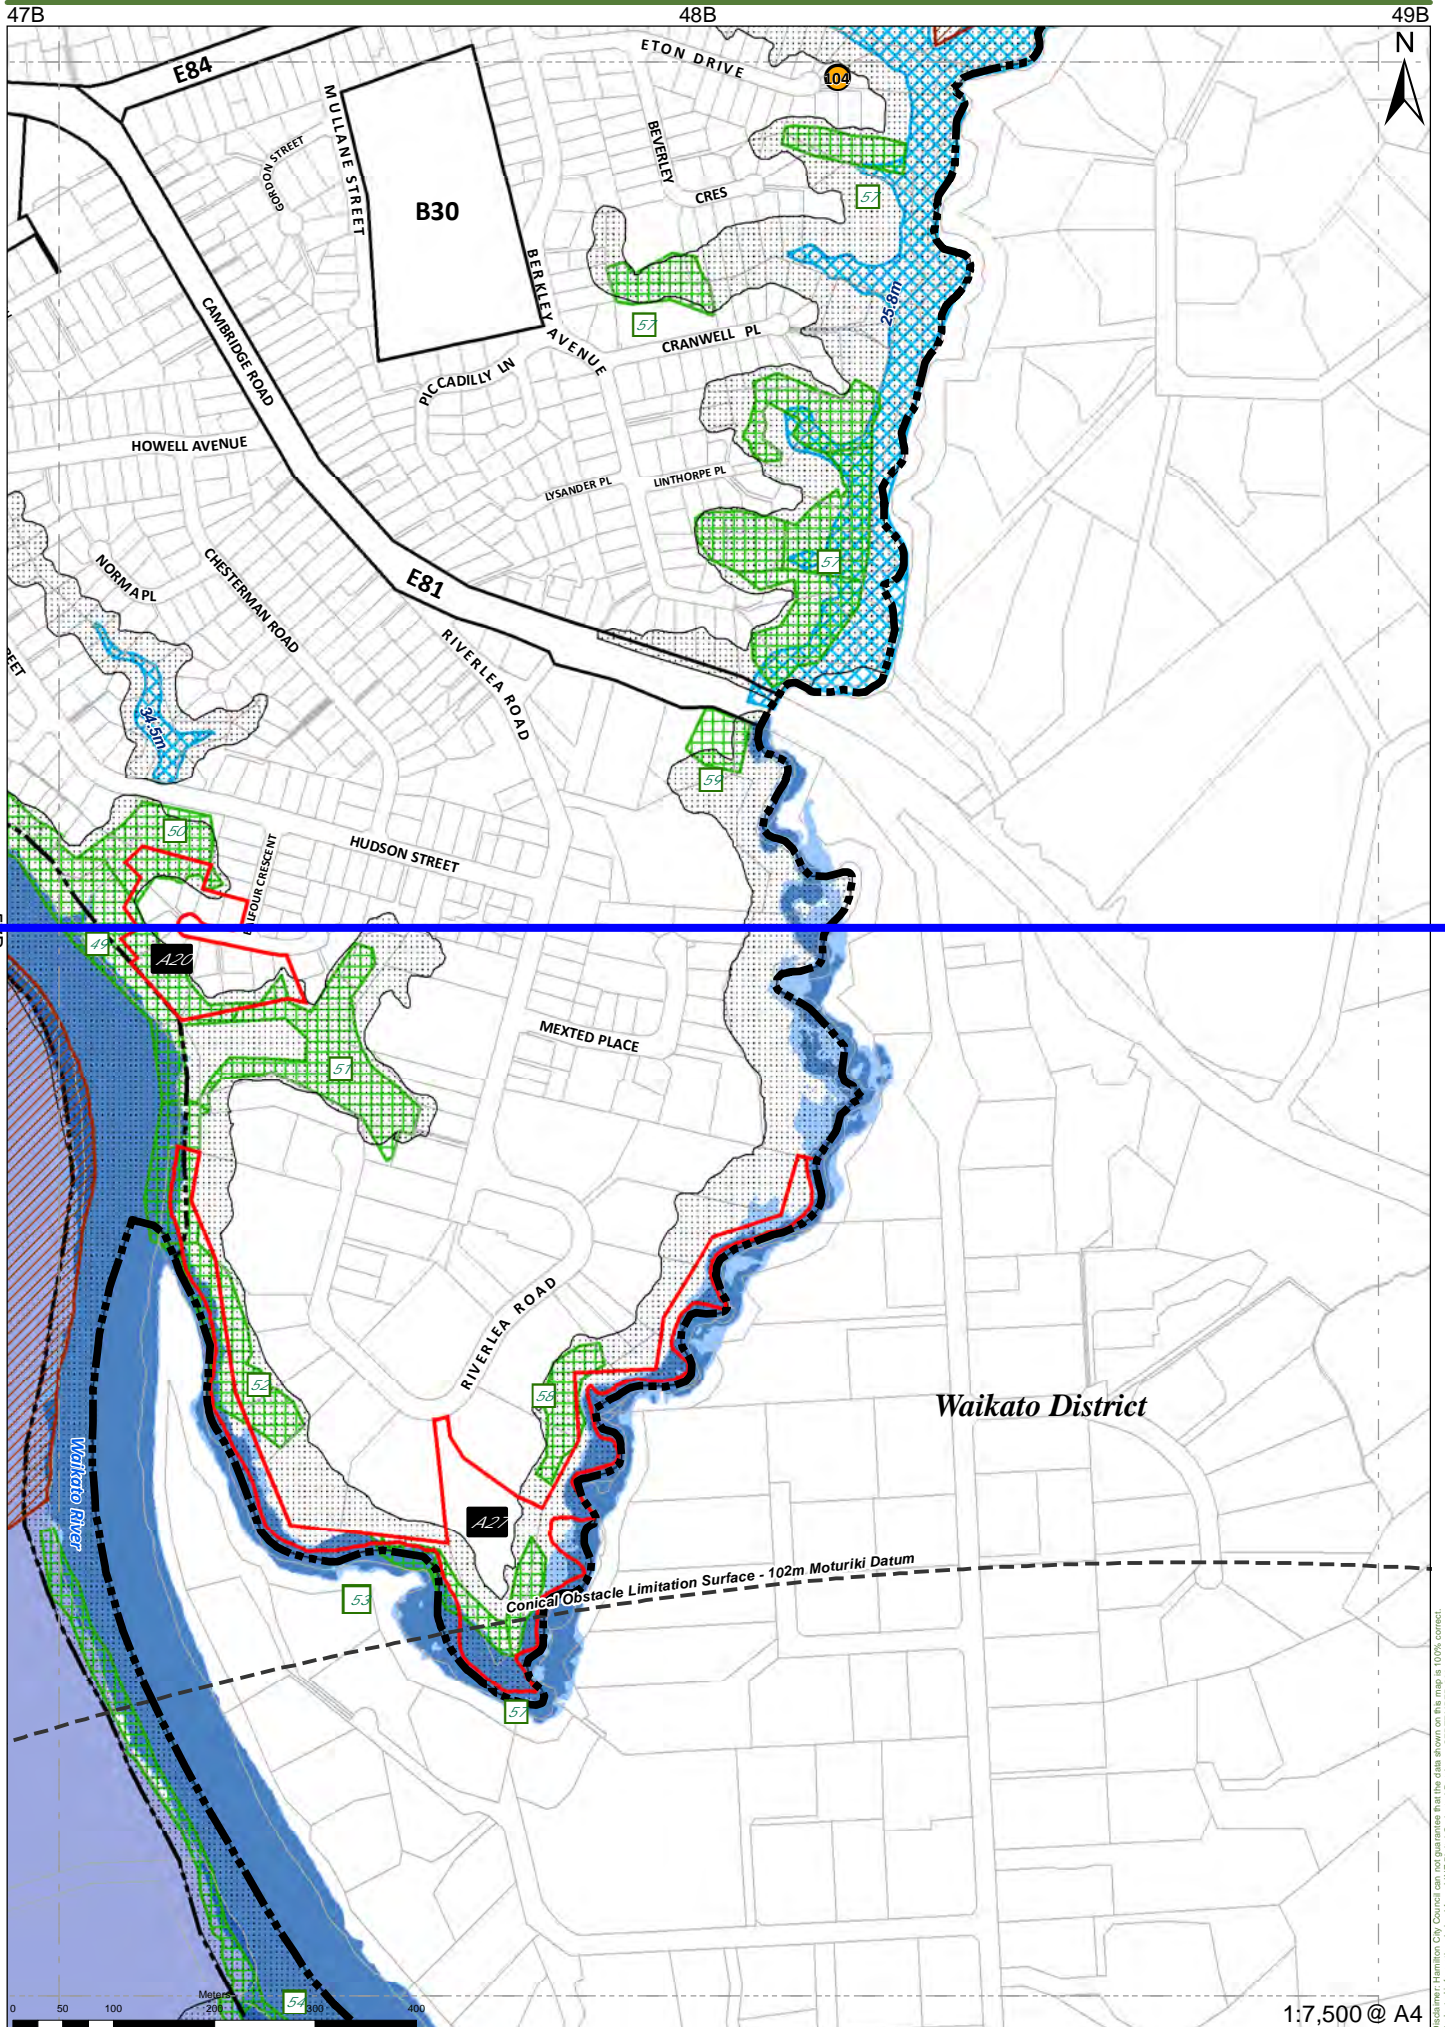 47B
48B
49B
N
E84
ETON DRIVE
104
MULLANE STREET
BEVERLEY
GORDON STREET
CRES
57
B30
BERKLEY AVENUE
25.8m
CAMBRIDGE ROAD
57
CRANWELL PL
PICCADILLY LN
HOWELL AVENUE
LINTHORPE PL
LYSANDER PL
NORMA PL
CHESTERMAN ROAD
57
E81
RIVERLEA ROAD
34.5m
59
50
HUDSON STREET
49
A20
MEXTED PLACE
51
RIVERLEA ROAD
52
58
Waikato District
Waikato River
A27
Conical Obstacle Limitation Surface - 102m Moturiki Datum
53
57
54
Meters
0 50 100 200 300 400
1:7,500 @ A4